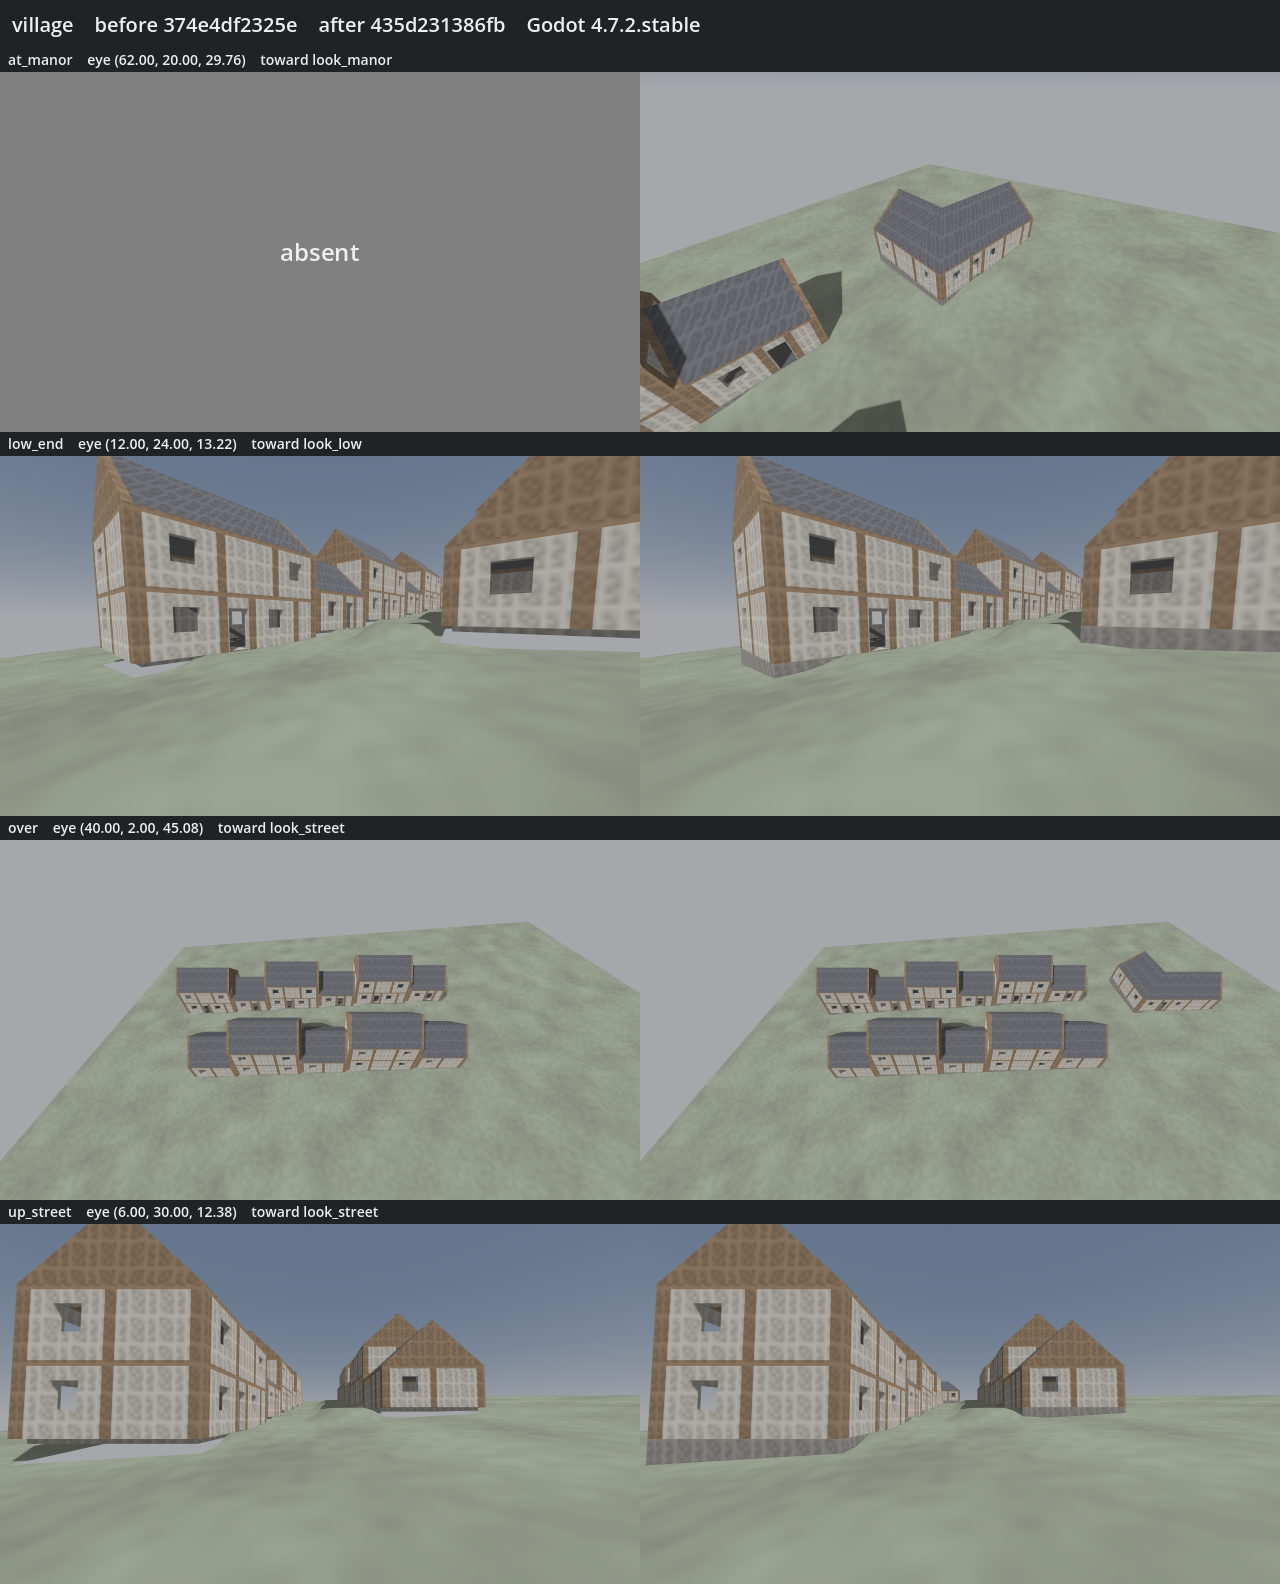 village before 374e4df2325e after 435d231386fb Godot 4.7.2.stable
at_manor eye (62.00, 20.00, 29.76) toward look_manor
absent
low_end eye (12.00, 24.00, 13.22) toward look_low
over eye (40.00, 2.00, 45.08) toward look_street
up_street eye (6.00, 30.00, 12.38) toward look_street